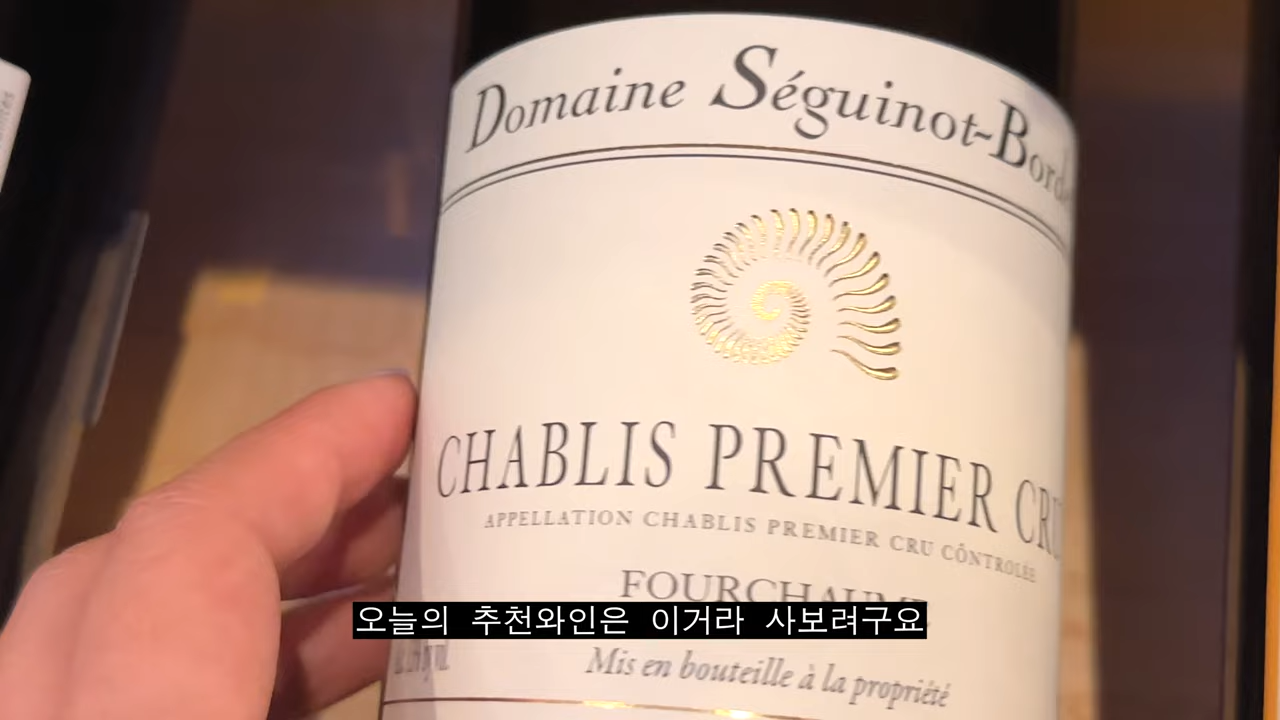 Domaine Séguinot-Bord
CHABLIS PREMIER CRU
APPELLATION CHABLIS PREMIER CRU CÔNTROLÉE
FOURCHAUME
오늘의 추천와인은 이거라 사보려구요
Mis en bouteille à la propriété